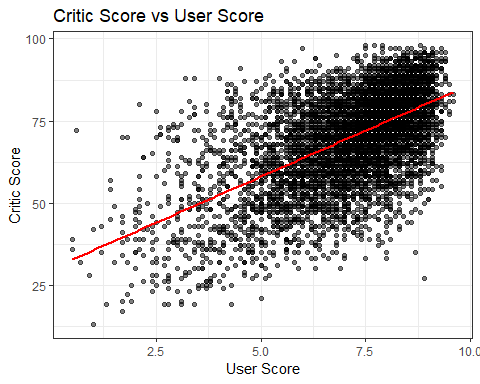 Critic Score vs User Score
100
75
50
25
Critic Score
2.5 5.0 7.5 10.0
User Score